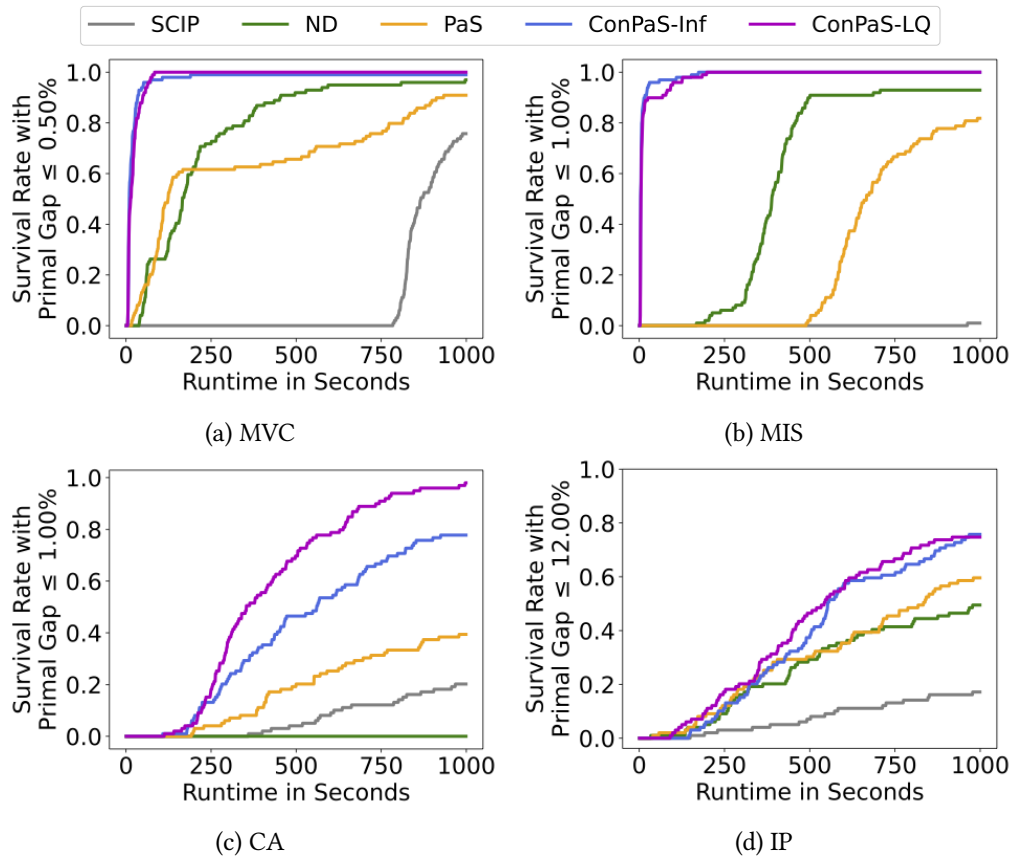 SCIP ND PaS ConPaS-Inf ConPaS-LQ
Survival Rate with
Primal Gap ≤ 0.50%
1.0
0.8
0.6
0.4
0.2
0.0
0 250 500 750 1000
Runtime in Seconds
(a) MVC
Survival Rate with
Primal Gap ≤ 1.00%
1.0
0.8
0.6
0.4
0.2
0.0
0 250 500 750 1000
Runtime in Seconds
(b) MIS
Survival Rate with
Primal Gap ≤ 1.00%
1.0
0.8
0.6
0.4
0.2
0.0
0 250 500 750 1000
Runtime in Seconds
(c) CA
Survival Rate with
Primal Gap ≤ 12.00%
1.0
0.8
0.6
0.4
0.2
0.0
0 250 500 750 1000
Runtime in Seconds
(d) IP